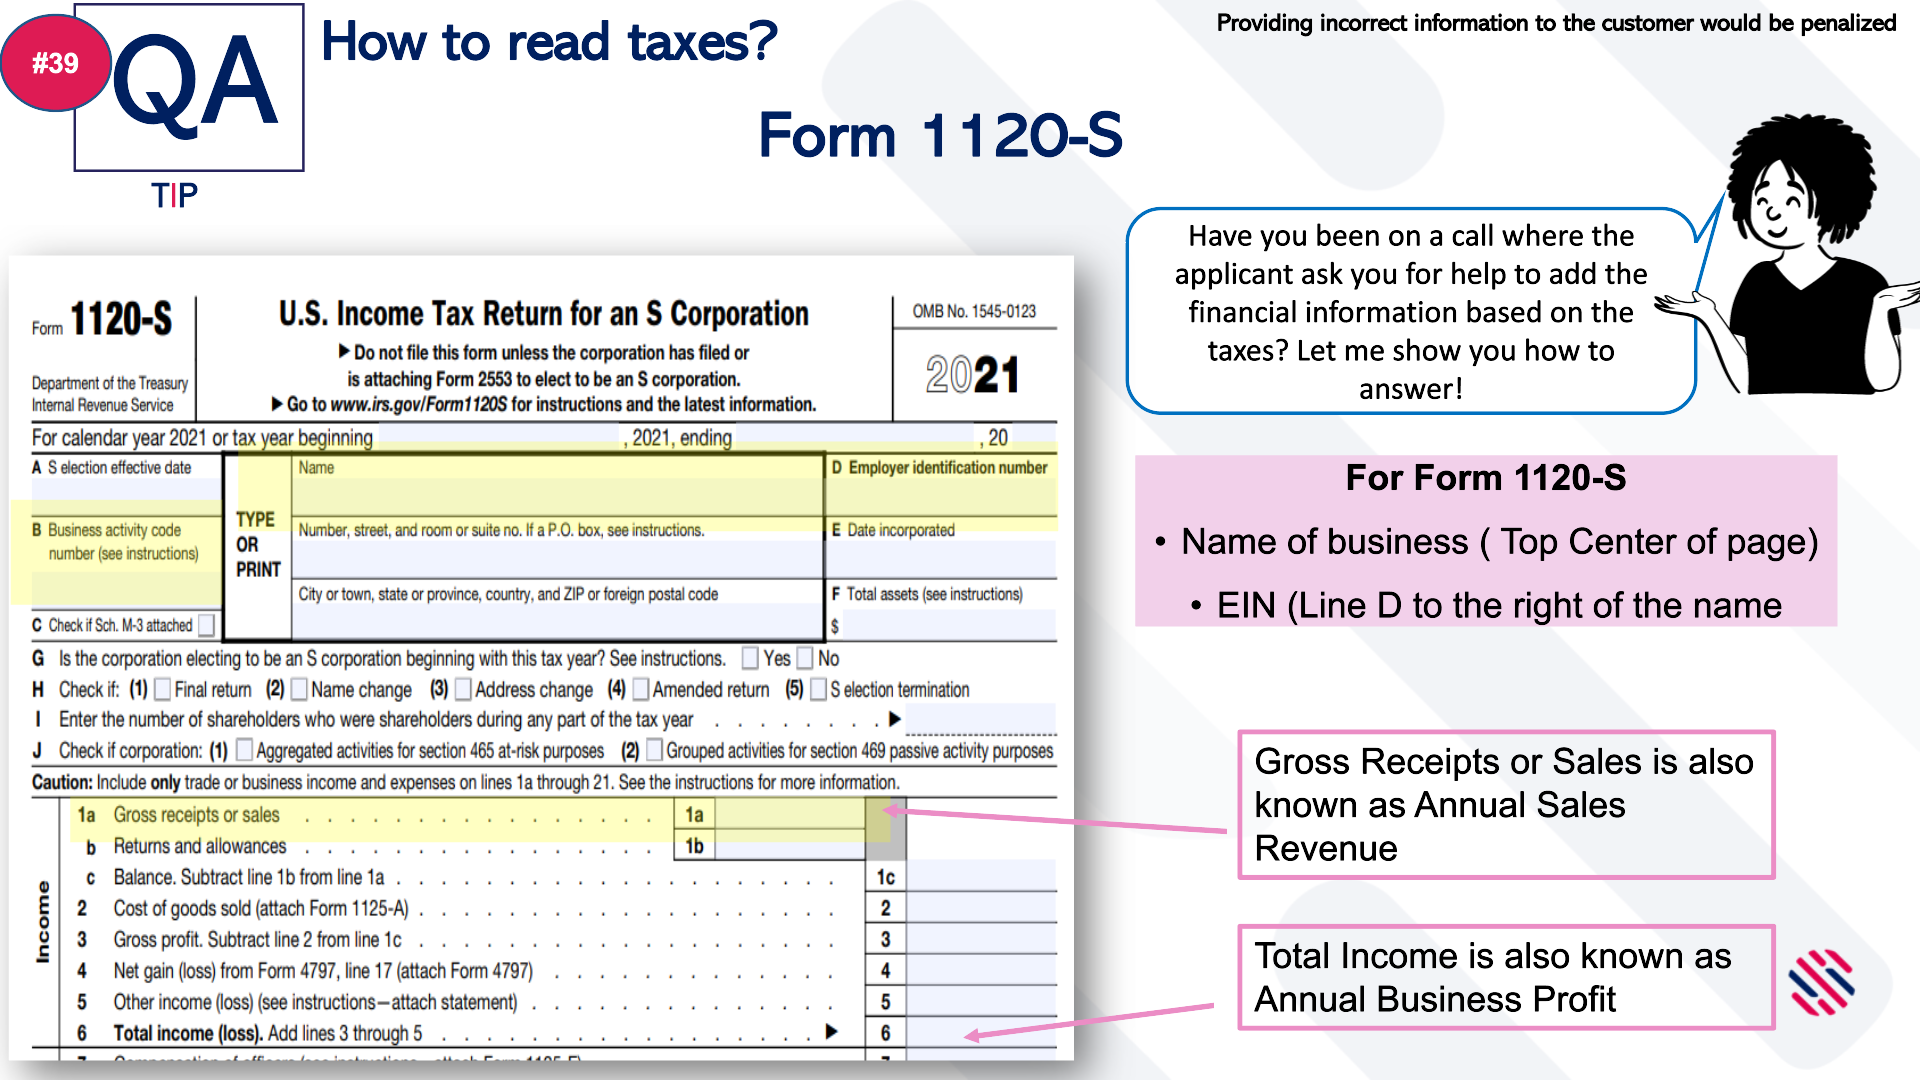 #39
QA
TIP
How to read taxes?
Providing incorrect information to the customer would be penalized
Form 1120-S
Have you been on a call where the
applicant ask you for help to add the
financial information based on the
taxes? Let me show you how to
answer!
Form 1120-S
Department of the Treasury
Internal Revenue Service
U.S. Income Tax Return for an S Corporation
▶ Do not file this form unless the corporation has filed or
is attaching Form 2553 to elect to be an S corporation.
▶ Go to www.irs.gov/Form1120S for instructions and the latest information.
OMB No. 1545-0123
2021
For calendar year 2021 or tax year beginning , 2021, ending , 20
A S election effective date
B Business activity code
number (see instructions)
C Check if Sch. M-3 attached
TYPE
OR
PRINT
Name
Number, street, and room or suite no. If a P.O. box, see instructions.
City or town, state or province, country, and ZIP or foreign postal code
D Employer identification number
E Date incorporated
F Total assets (see instructions)
$
G Is the corporation electing to be an S corporation beginning with this tax year? See instructions. Yes No
H Check if: (1) Final return (2) Name change (3) Address change (4) Amended return (5) S election termination
I Enter the number of shareholders who were shareholders during any part of the tax year . . . . . . . . ▶
J Check if corporation: (1) Aggregated activities for section 465 at-risk purposes (2) Grouped activities for section 469 passive activity purposes
Caution: Include only trade or business income and expenses on lines 1a through 21. See the instructions for more information.
Income
1a Gross receipts or sales . . . . . . . . . . . . . . . . 1a
b Returns and allowances . . . . . . . . . . . . . . . . 1b
c Balance. Subtract line 1b from line 1a . . . . . . . . . . . . . . . 1c
2 Cost of goods sold (attach Form 1125-A) . . . . . . . . . . . . . . 2
3 Gross profit. Subtract line 2 from line 1c . . . . . . . . . . . . . . 3
4 Net gain (loss) from Form 4797, line 17 (attach Form 4797) . . . . . . . . . . 4
5 Other income (loss) (see instructions—attach statement) . . . . . . . . . . 5
6 Total income (loss). Add lines 3 through 5 . . . . . . . . . . . . . ▶ 6
For Form 1120-S
• Name of business ( Top Center of page)
• EIN (Line D to the right of the name
Gross Receipts or Sales is also
known as Annual Sales
Revenue
Total Income is also known as
Annual Business Profit